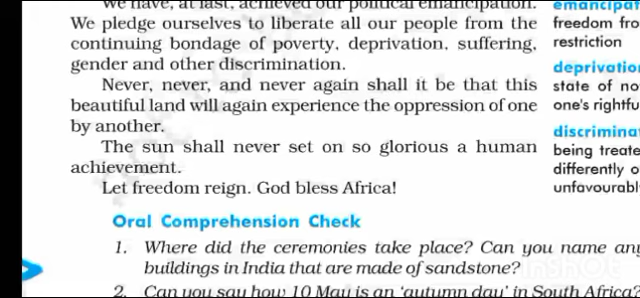 We have, at last, achieved our political emancipation.
We pledge ourselves to liberate all our people from the
continuing bondage of poverty, deprivation, suffering,
gender and other discrimination.
Never, never, and never again shall it be that this
beautiful land will again experience the oppression of one
by another.
The sun shall never set on so glorious a human
achievement.
Let freedom reign. God bless Africa!
emancipat
freedom fro
restriction
deprivation
state of no
one's rightfu
discriminat
being treate
differently o
unfavourabl
Oral Comprehension Check
1. Where did the ceremonies take place? Can you name any
buildings in India that are made of sandstone?
2. Can you say how 10 May is an 'autumn day' in South Africa?